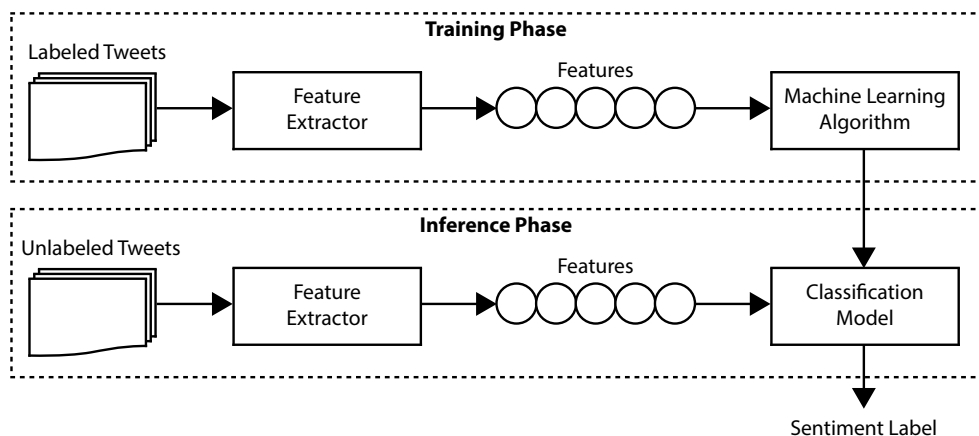 Training Phase
Labeled Tweets
Feature
Extractor
Features
Machine Learning
Algorithm
Inference Phase
Unlabeled Tweets
Feature
Extractor
Features
Classification
Model
Sentiment Label